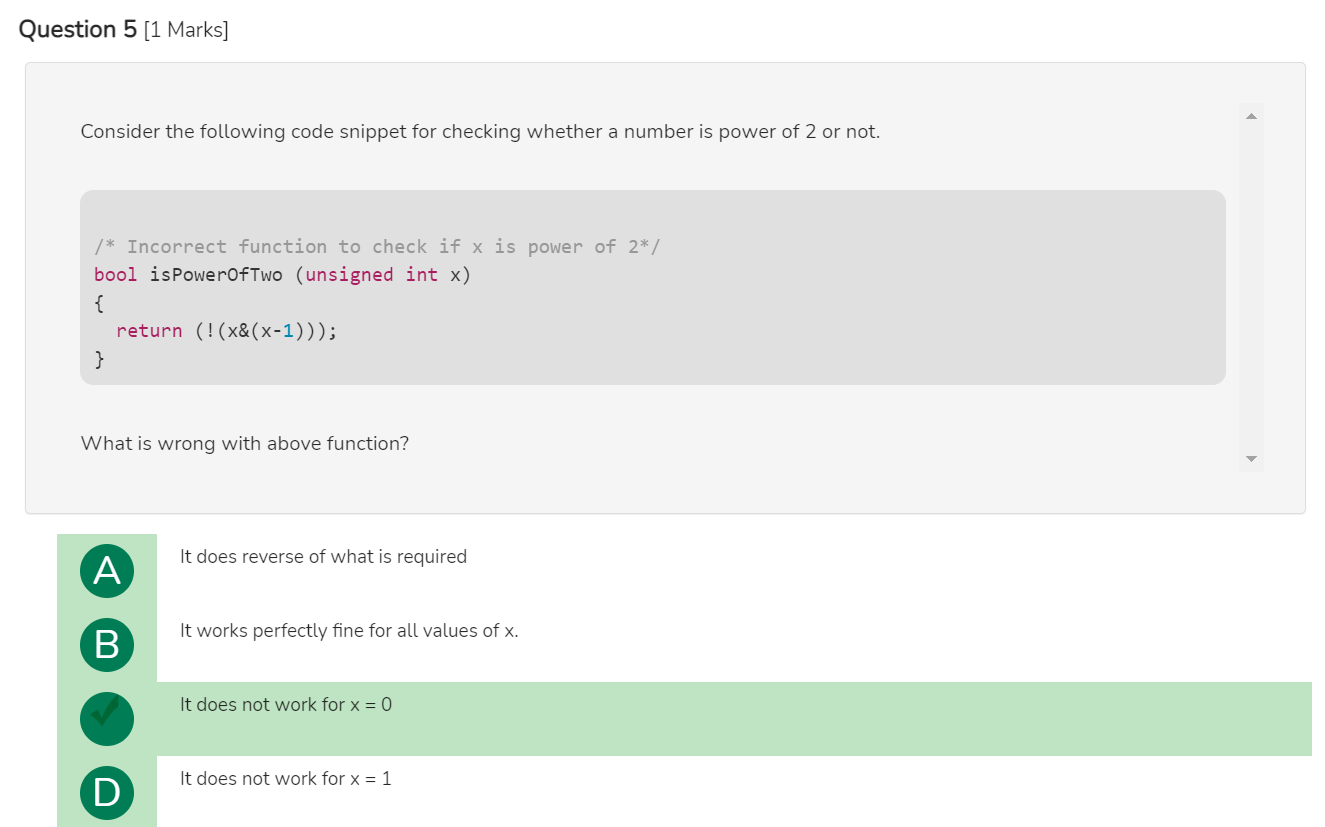 Question 5 [1 Marks]
Consider the following code snippet for checking whether a number is power of 2 or not.
/* Incorrect function to check if x is power of 2*/
bool isPowerOfTwo (unsigned int x)
{
  return (!(x&(x-1)));
}
What is wrong with above function?
A It does reverse of what is required
B It works perfectly fine for all values of x.
It does not work for x = 0
D It does not work for x = 1